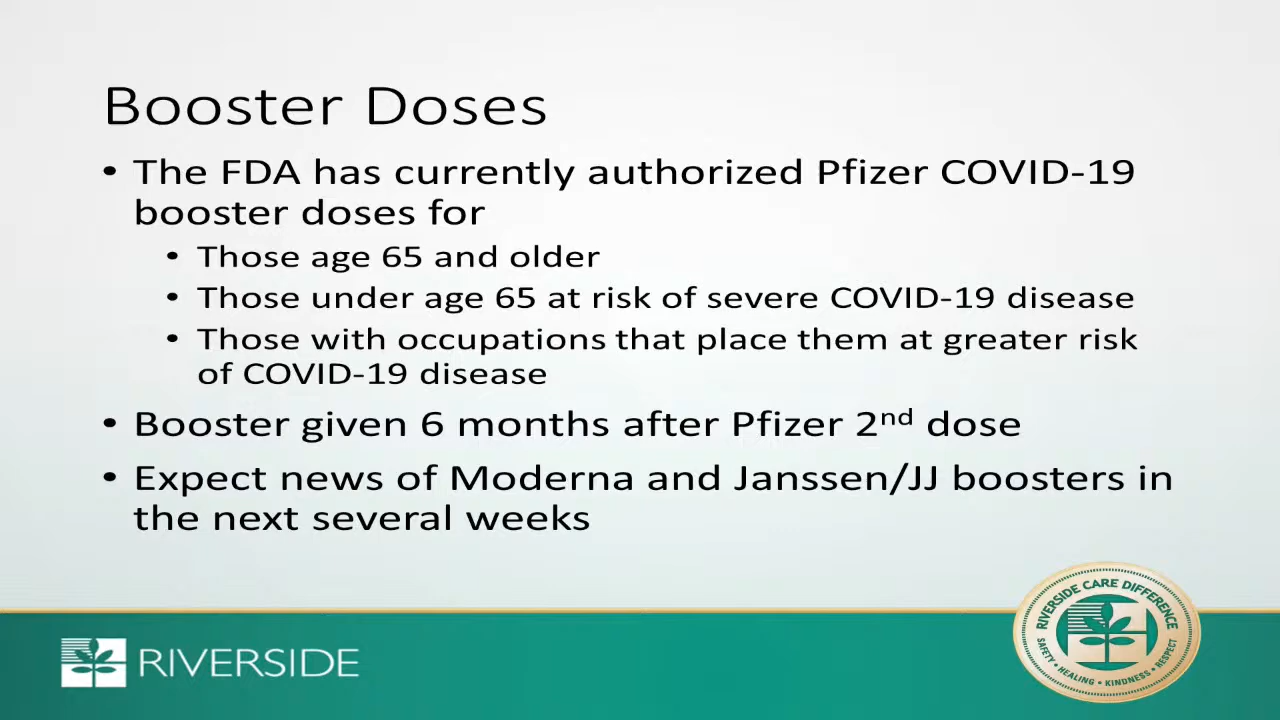 Booster Doses
• The FDA has currently authorized Pfizer COVID-19
booster doses for
• Those age 65 and older
• Those under age 65 at risk of severe COVID-19 disease
• Those with occupations that place them at greater risk
of COVID-19 disease
• Booster given 6 months after Pfizer 2nd dose
• Expect news of Moderna and Janssen/JJ boosters in
the next several weeks
RIVERSIDE
RIVERSIDE CARE DIFFERENCE
SAFETY • HEALING • KINDNESS • RESPECT